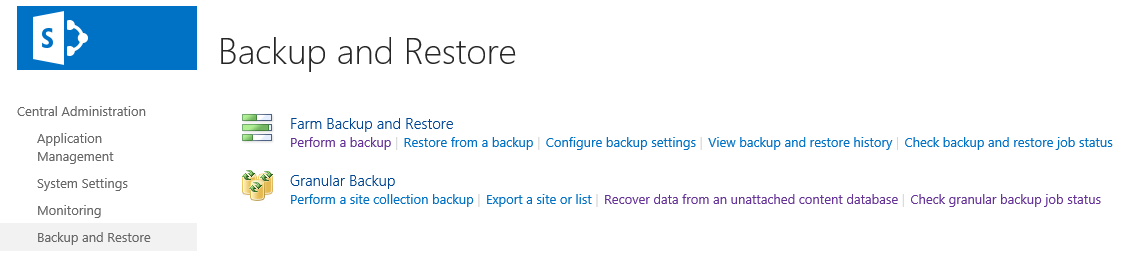 S
Backup and Restore
Central Administration
Application
Management
System Settings
Monitoring
Backup and Restore
Farm Backup and Restore
Perform a backup | Restore from a backup | Configure backup settings | View backup and restore history | Check backup and restore job status
Granular Backup
Perform a site collection backup | Export a site or list | Recover data from an unattached content database | Check granular backup job status